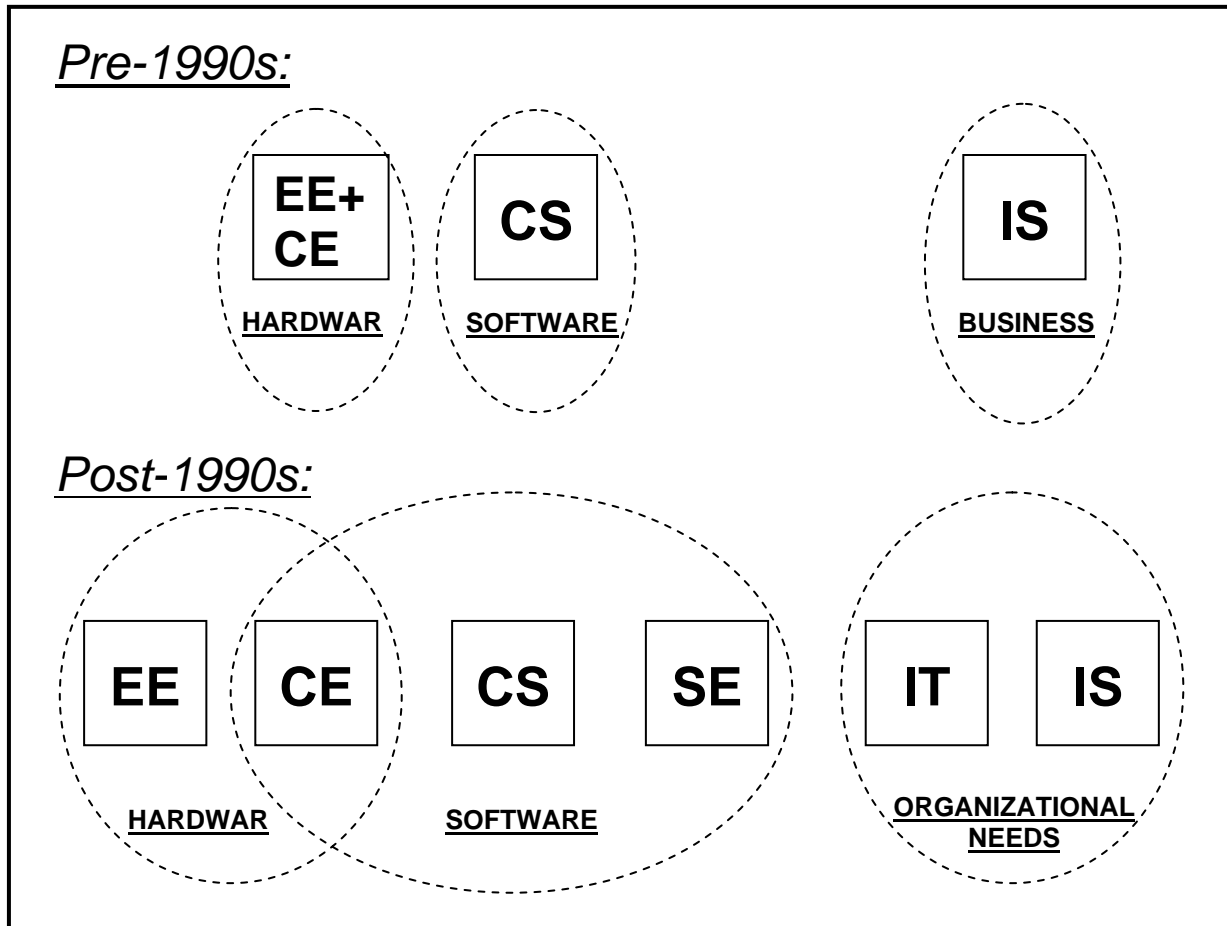 Pre-1990s:
EE+
CE
CS
IS
HARDWAR
SOFTWARE
BUSINESS
Post-1990s:
EE
CE
CS
SE
IT
IS
HARDWAR
SOFTWARE
ORGANIZATIONAL
NEEDS